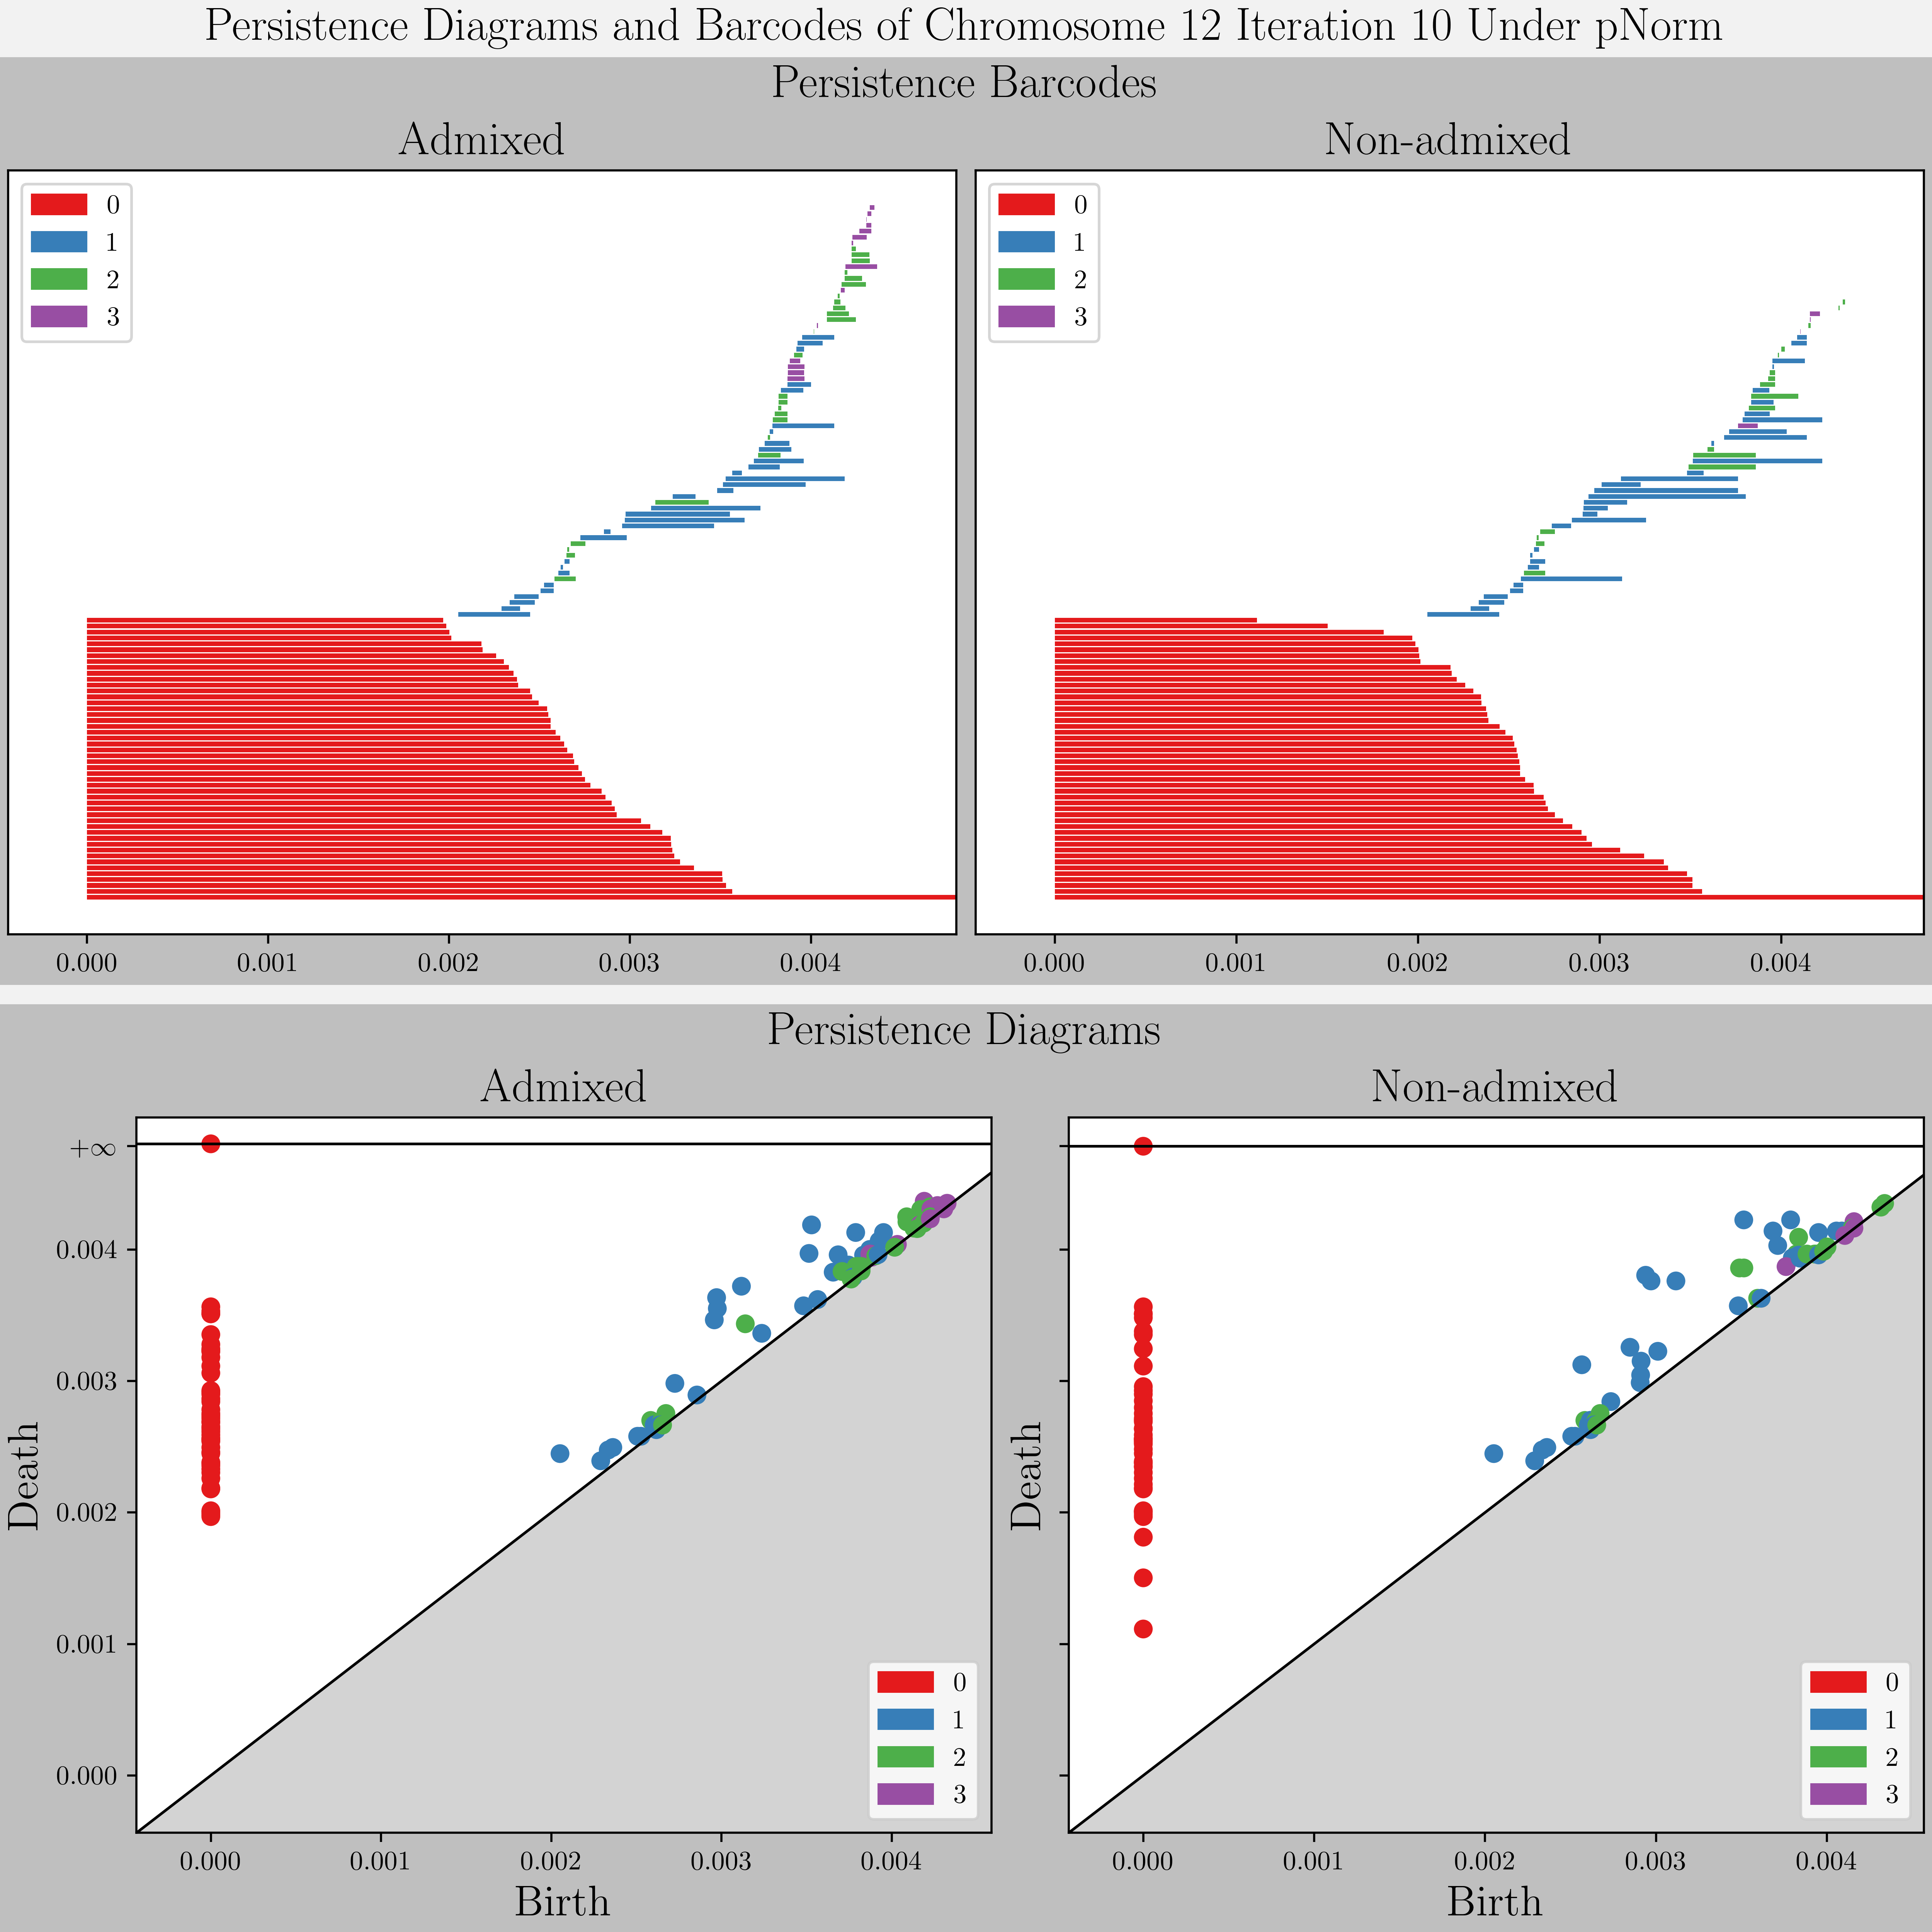 Persistence Diagrams and Barcodes of Chromosome 12 Iteration 10 Under pNorm
Persistence Barcodes
Admixed
Non-admixed
0
1
2
3
0
1
2
3
0.000 0.001 0.002 0.003 0.004
0.000 0.001 0.002 0.003 0.004
Persistence Diagrams
Admixed
Non-admixed
+∞
0.004
0.003
0.002
0.001
0.000
Death
Death
0
1
2
3
0
1
2
3
0.000 0.001 0.002 0.003 0.004
0.000 0.001 0.002 0.003 0.004
Birth
Birth